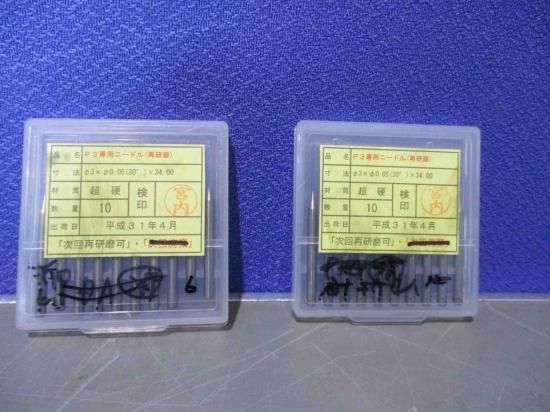 品名 P3専用ニードル(再研磨)
寸法 φ3×φ0.05(30°)×34.00
材質 超硬 検印 宮内
数量 10
出荷日 平成31年4月
「次回再研磨可」・
6
品名 P3専用ニードル(再研磨)
寸法 φ3×φ0.05(30°)×34.00
材質 超硬 検印 宮内
数量 10
出荷日 平成31年4月
「次回再研磨可」・